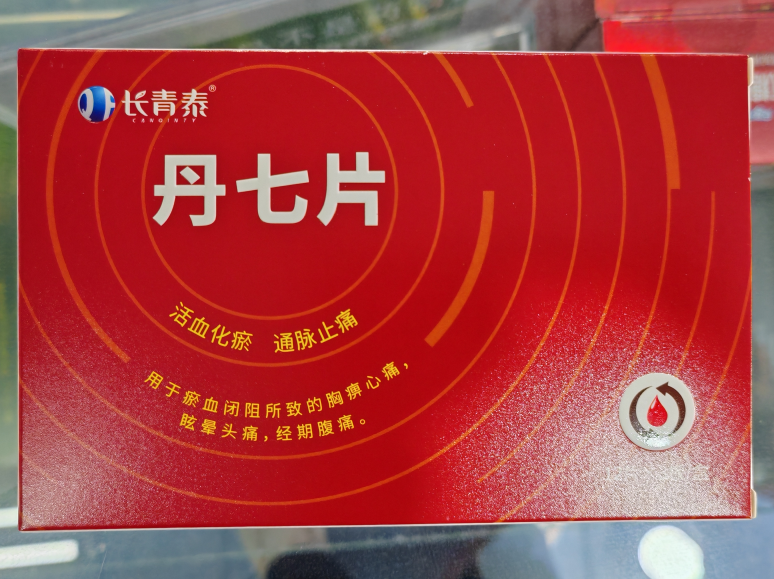 长青泰®
丹七片
活血化瘀 通脉止痛
用于瘀血闭阻所致的胸痹心痛，
眩晕头痛，经期腹痛。